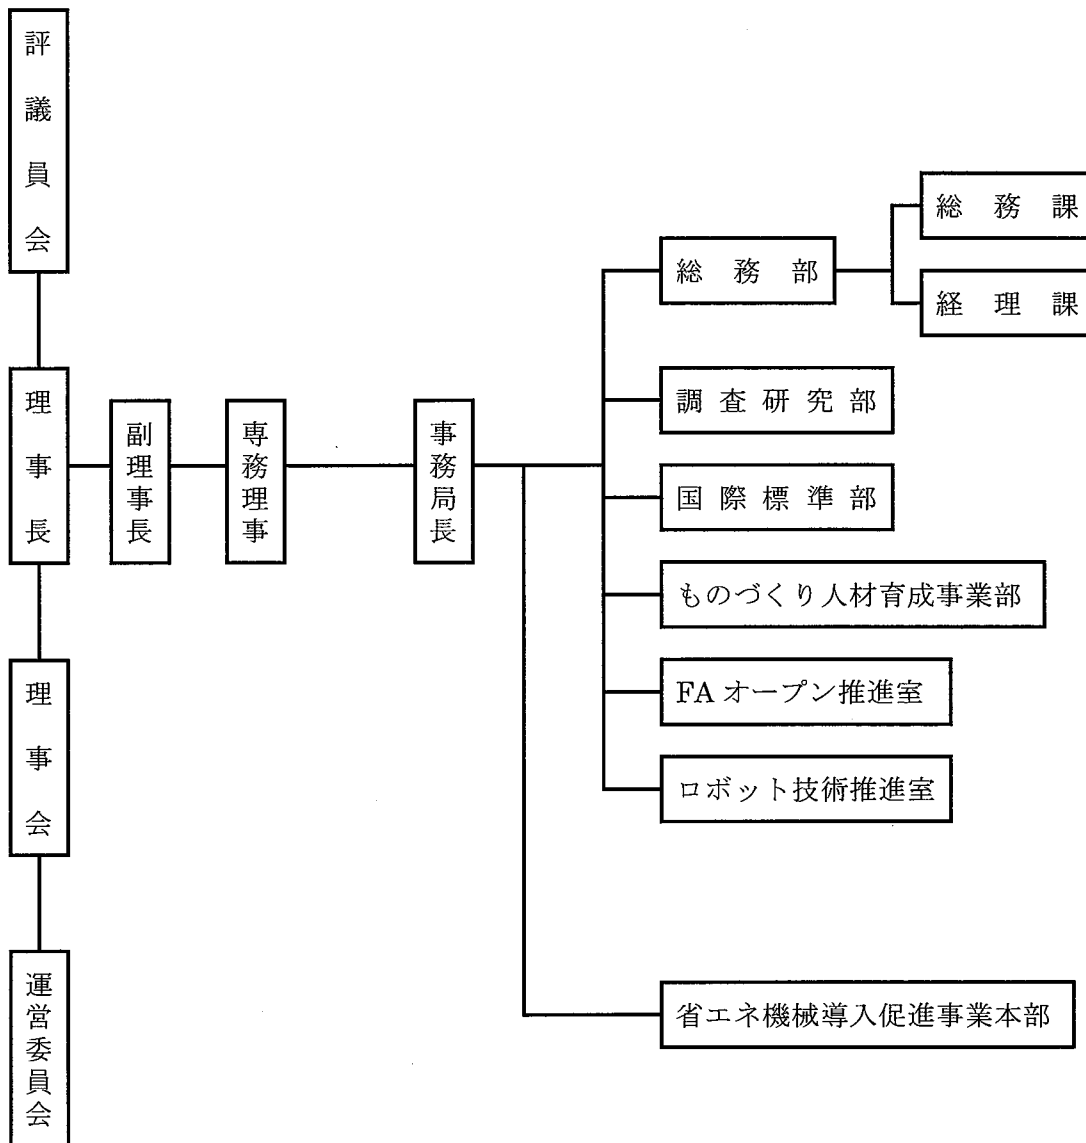 評議員会
理事長
副理事長
専務理事
事務局長
総務部
総務課
経理課
調査研究部
国際標準部
ものづくり人材育成事業部
FAオープン推進室
ロボット技術推進室
理事会
省エネ機械導入促進事業本部
運営委員会